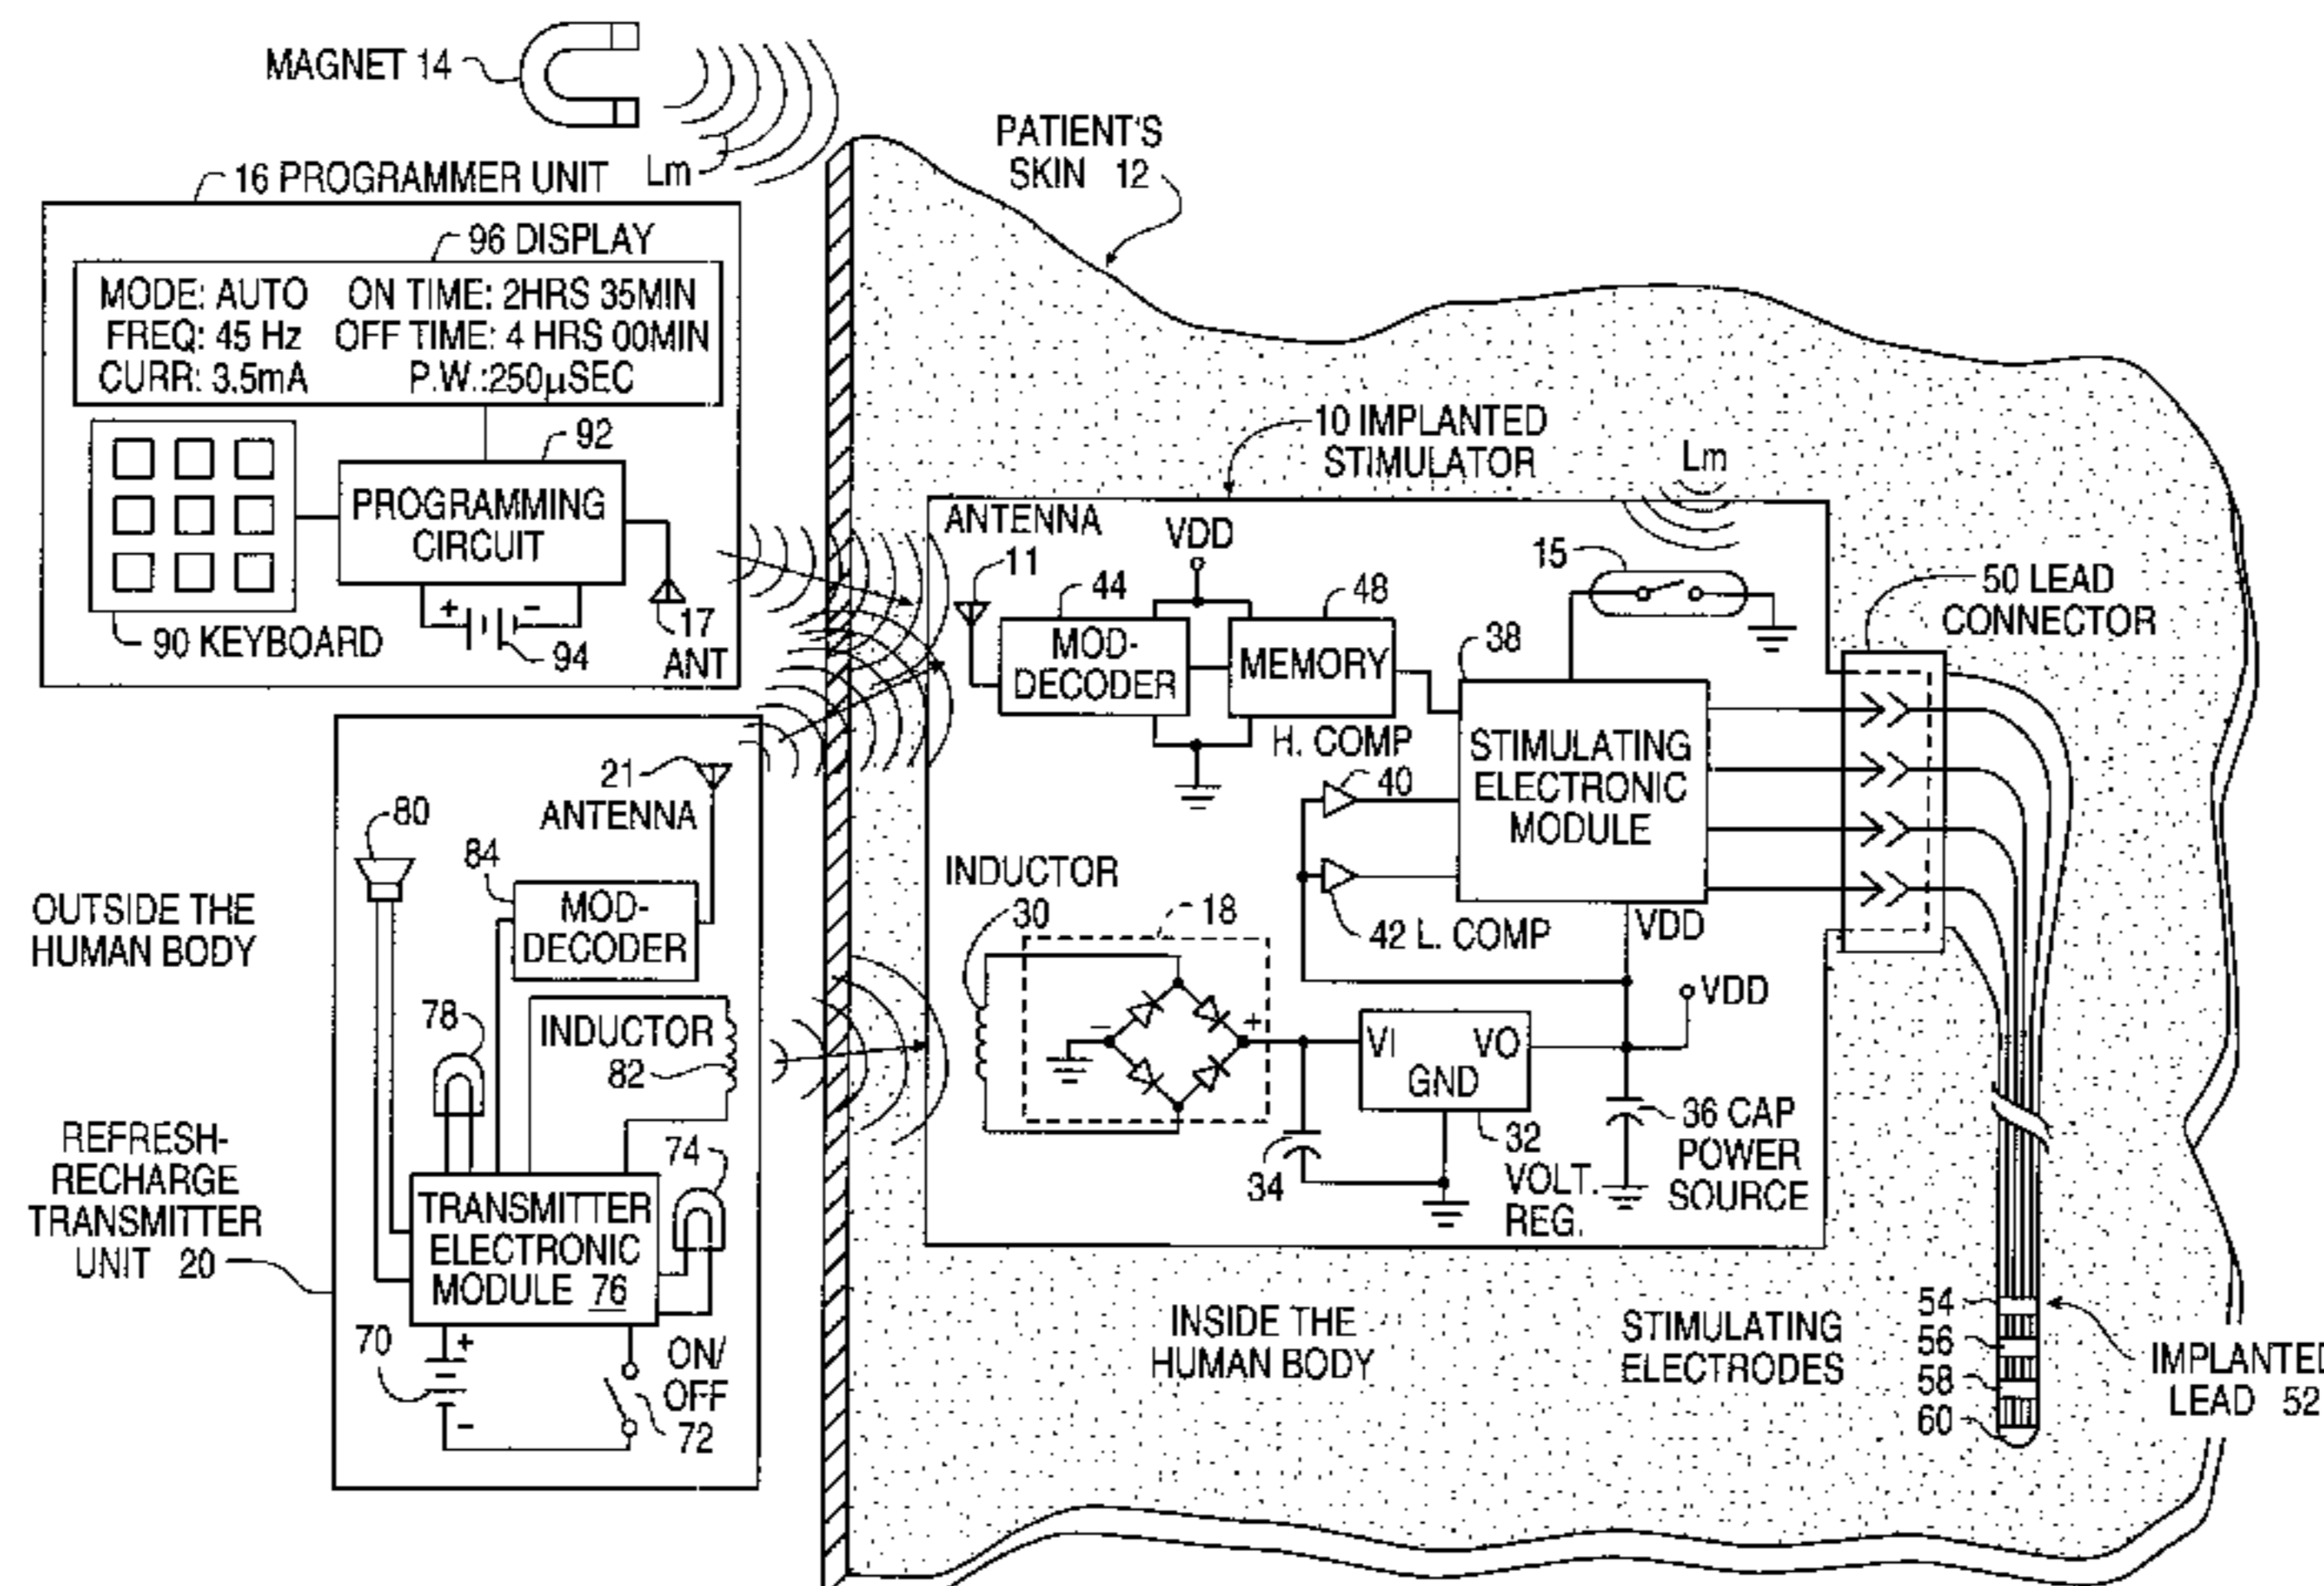 MAGNET 14
Lm
16 PROGRAMMER UNIT
96 DISPLAY
MODE: AUTO ON TIME: 2HRS 35MIN
FREQ: 45 Hz OFF TIME: 4 HRS 00MIN
CURR: 3.5mA P.W.:250µSEC
92
PROGRAMMING
CIRCUIT
+ −
94
90 KEYBOARD
17
ANT
PATIENT'S
SKIN 12
10 IMPLANTED
STIMULATOR
Lm
ANTENNA
11
VDD
44
MOD-
DECODER
48
MEMORY
15
38
STIMULATING
ELECTRONIC
MODULE
VDD
H. COMP
40
42 L. COMP
50 LEAD
CONNECTOR
INDUCTOR
30
18
− +
VI VO
GND
VDD
34
32
VOLT.
REG.
36 CAP
POWER
SOURCE
OUTSIDE THE
HUMAN BODY
REFRESH-
RECHARGE
TRANSMITTER
UNIT 20
21
ANTENNA
80
84
MOD-
DECODER
78
INDUCTOR
82
74
TRANSMITTER
ELECTRONIC
MODULE 76
70
+
−
ON/
OFF
72
INSIDE THE
HUMAN BODY
STIMULATING
ELECTRODES
54
56
58
60
IMPLANTED
LEAD 52